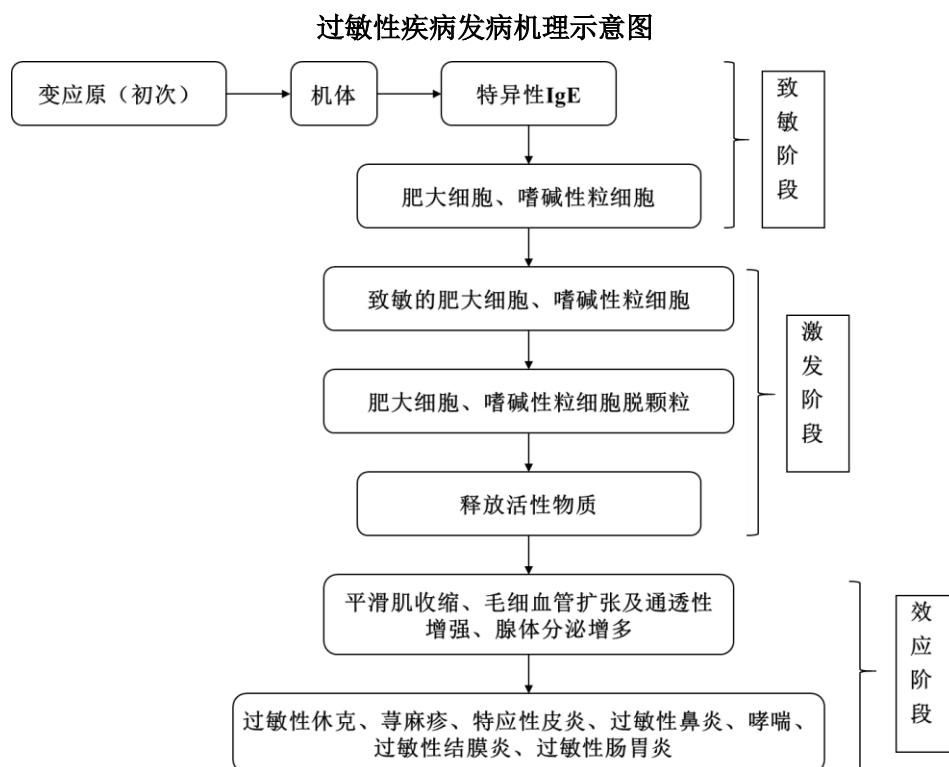 过敏性疾病发病机理示意图
变应原（初次）
机体
特异性IgE
致敏阶段
肥大细胞、嗜碱性粒细胞
致敏的肥大细胞、嗜碱性粒细胞
激发阶段
肥大细胞、嗜碱性粒细胞脱颗粒
释放活性物质
平滑肌收缩、毛细血管扩张及通透性
增强、腺体分泌增多
效应阶段
过敏性休克、荨麻疹、特应性皮炎、过敏性鼻炎、哮喘、
过敏性结膜炎、过敏性肠胃炎